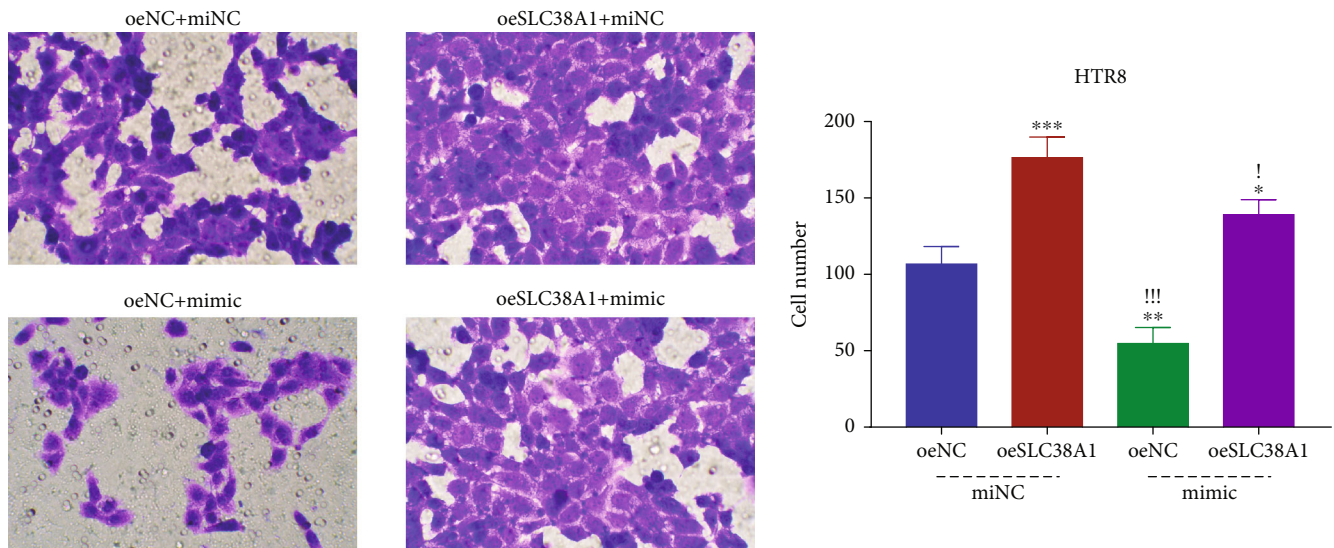 oeNC+miNC
oeSLC38A1+miNC
oeNC+mimic
oeSLC38A1+mimic
HTR8
Cell number
200
150
100
50
0
***
!!!
**
!
*
oeNC
oeSLC38A1
oeNC
oeSLC38A1
miNC
mimic